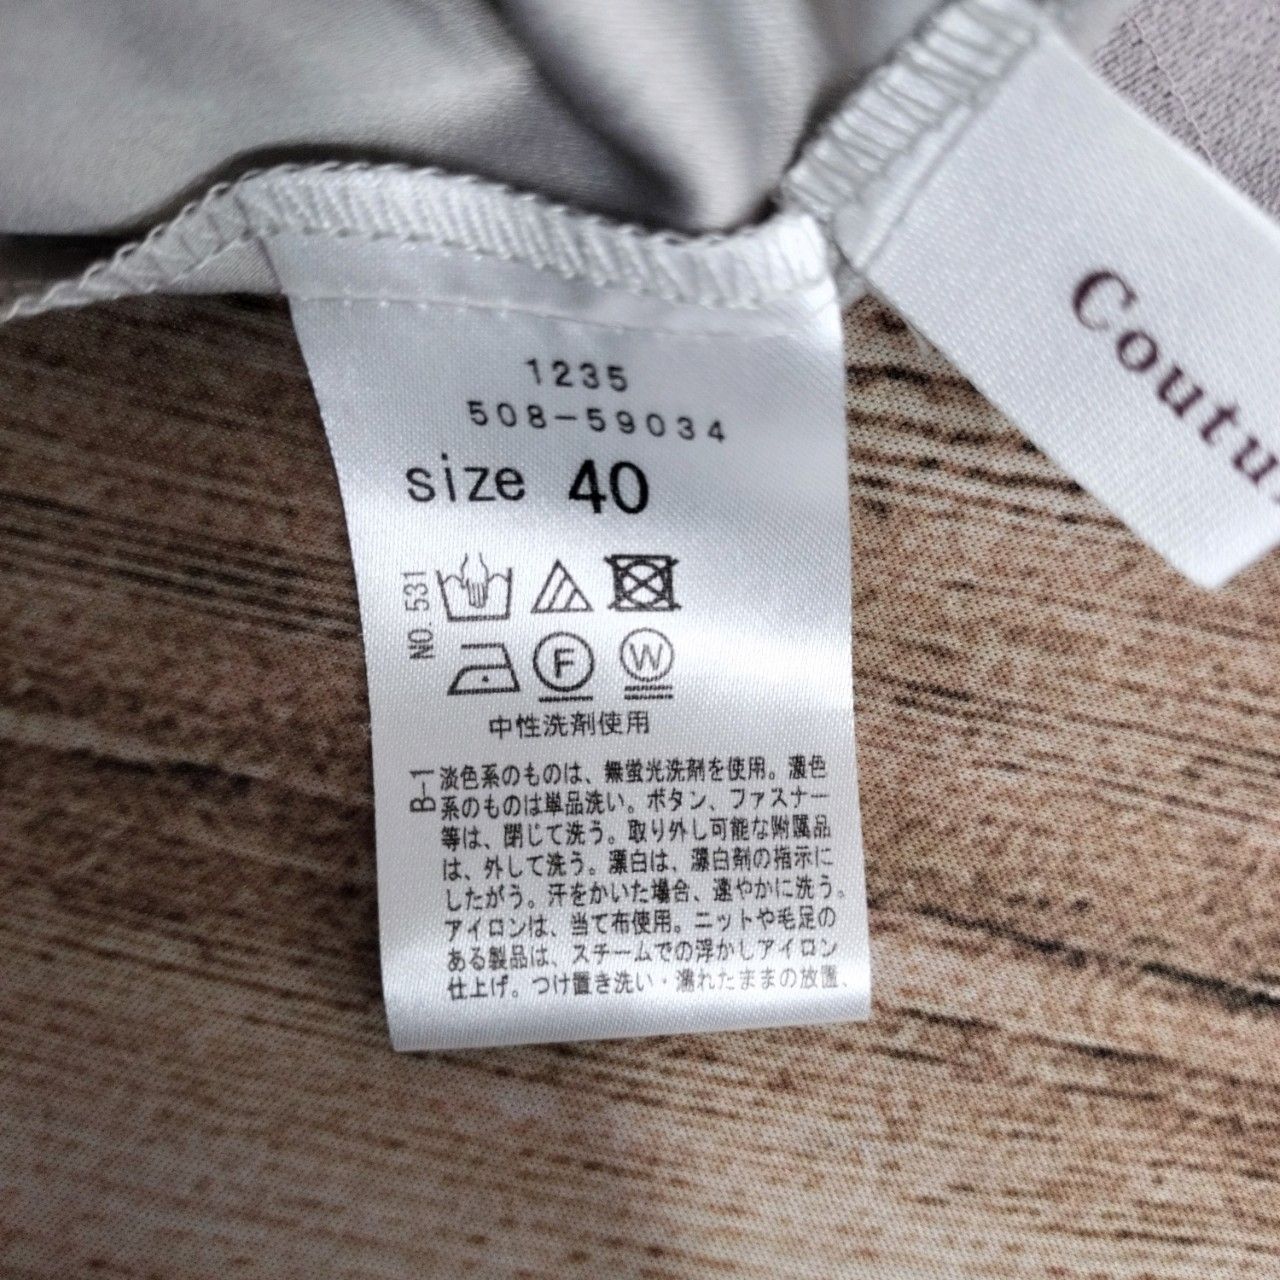 1235
508-59034
size 40
NO. 531
F W
中性洗剤使用
B-1
淡色系のものは、無蛍光洗剤を使用。濃色
系のものは単品洗い。ボタン、ファスナー
等は、閉じて洗う。取り外し可能な附属品
は、外して洗う。漂白は、漂白剤の指示に
したがう。汗をかいた場合、速やかに洗う。
アイロンは、当て布使用。ニットや毛足の
ある製品は、スチームでの浮かしアイロン
仕上げ。つけ置き洗い・濡れたままの放置、
Coutu